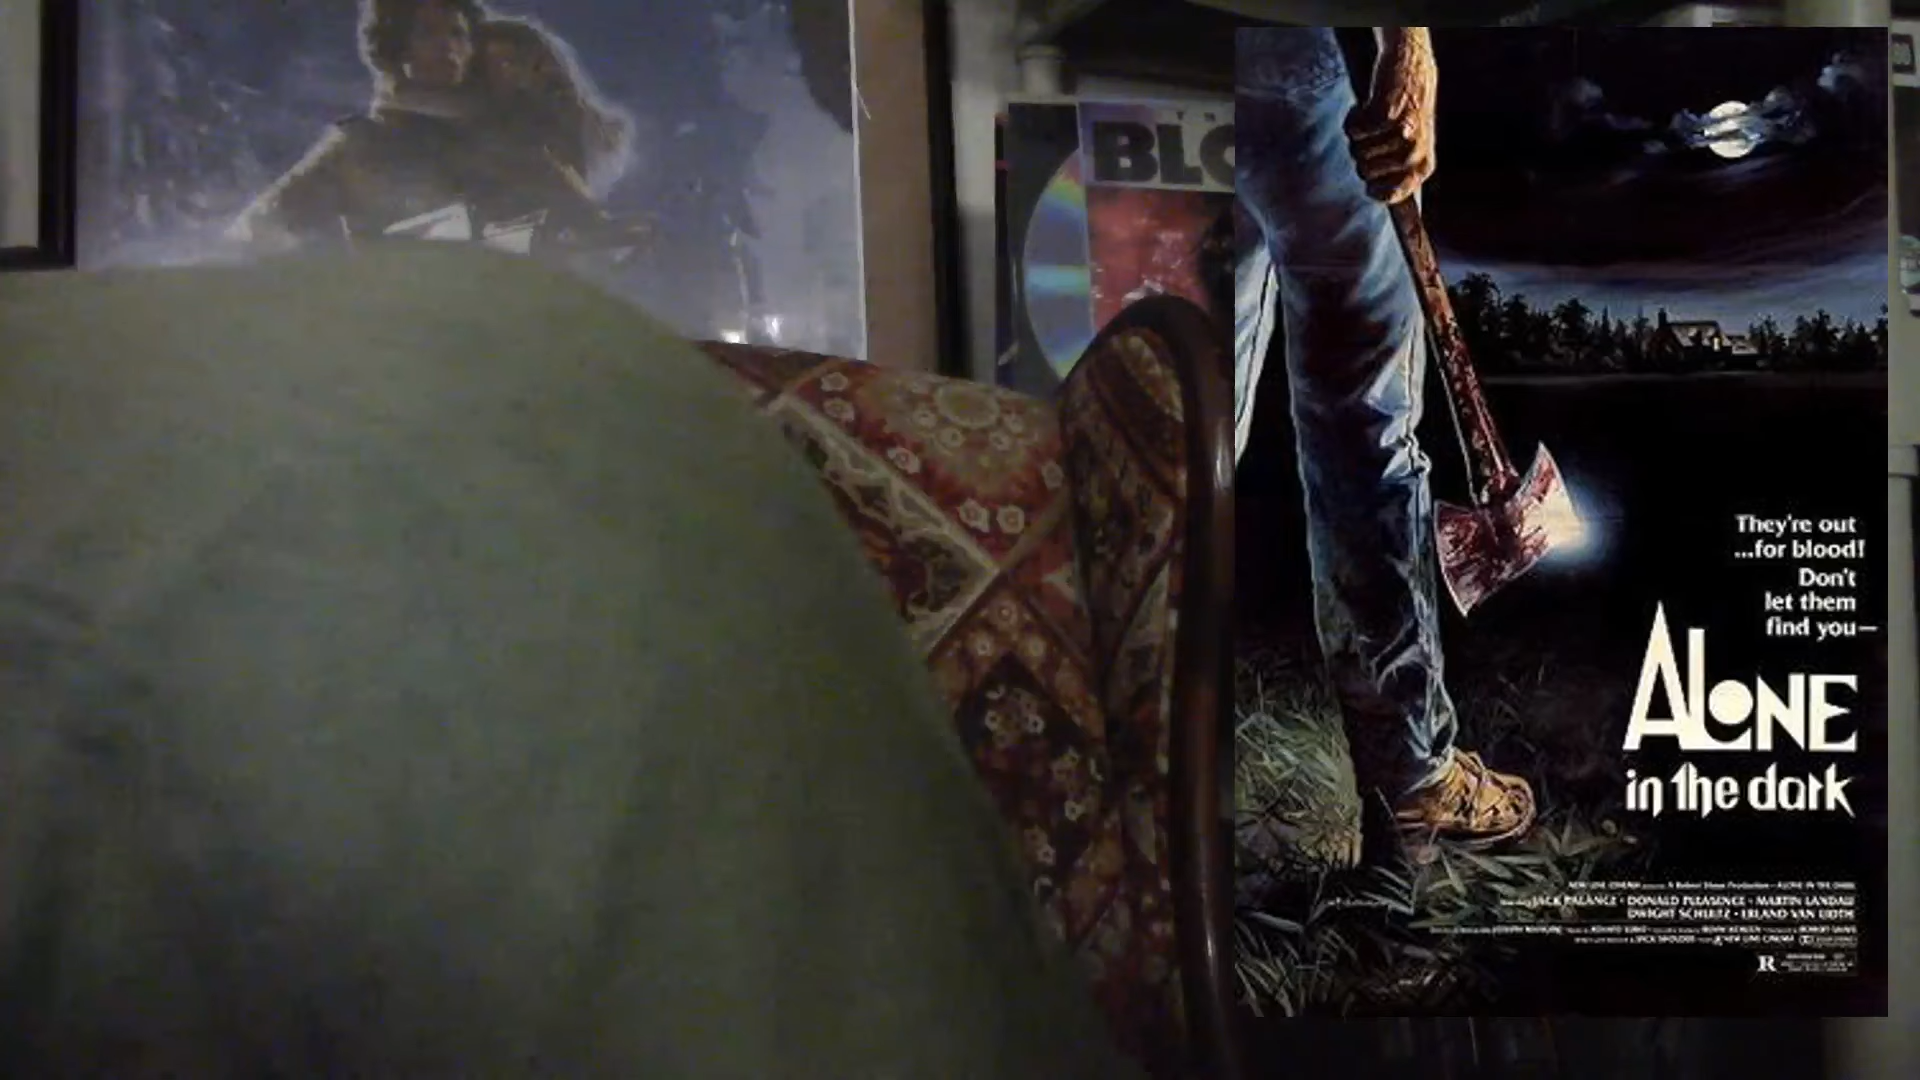 BLO
They're out
...for blood!
Don't
let them
find you—
ALONE
in the dark
JACK PALANCE · DONALD PLEASENCE · MARTIN LANDAU
DWIGHT SCHULTZ · ERLAND VAN LIDTH
R